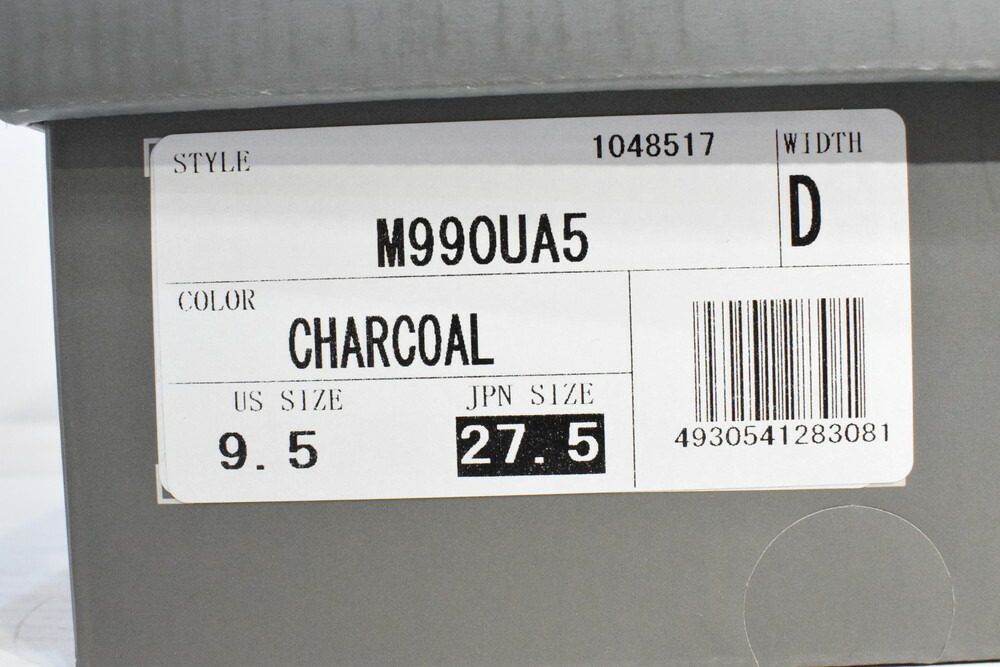 STYLE
1048517
WIDTH
D
M990UA5
COLOR
CHARCOAL
US SIZE
JPN SIZE
9.5
27.5
4930541283081